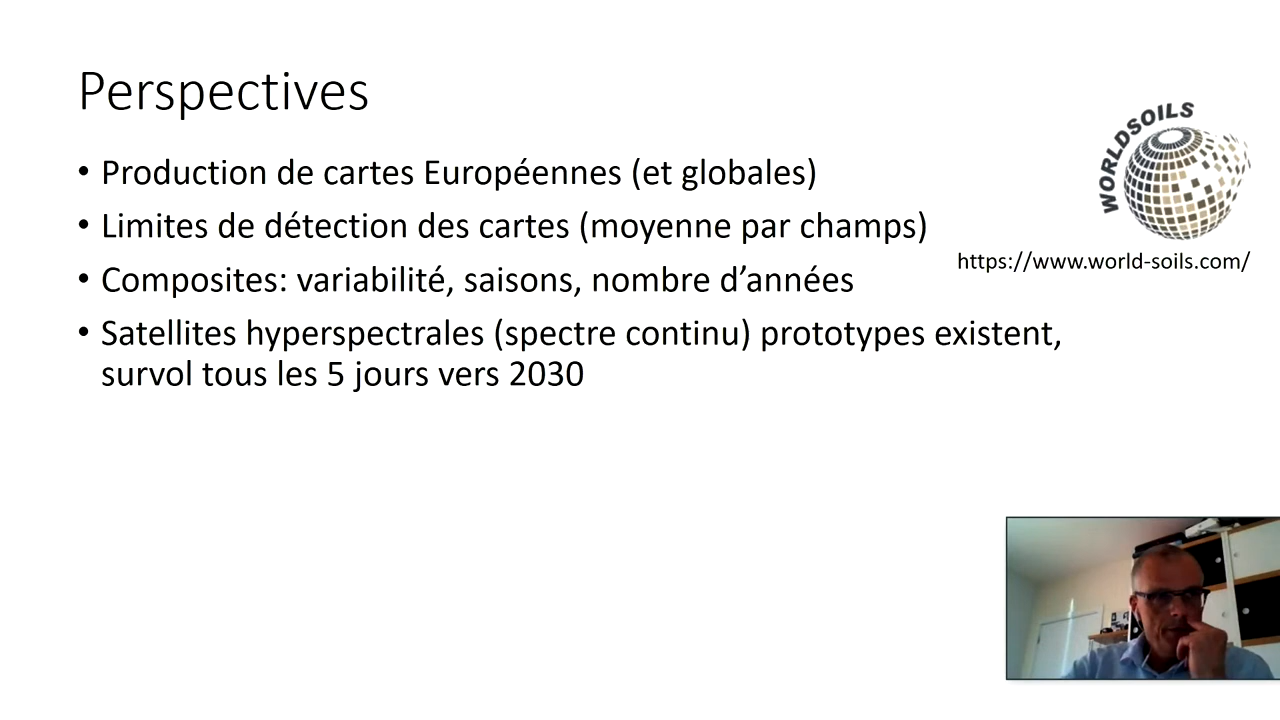 Perspectives
• Production de cartes Européennes (et globales)
• Limites de détection des cartes (moyenne par champs)
• Composites: variabilité, saisons, nombre d’années
• Satellites hyperspectrales (spectre continu) prototypes existent,
survol tous les 5 jours vers 2030
WORLDSOILS
https://www.world-soils.com/